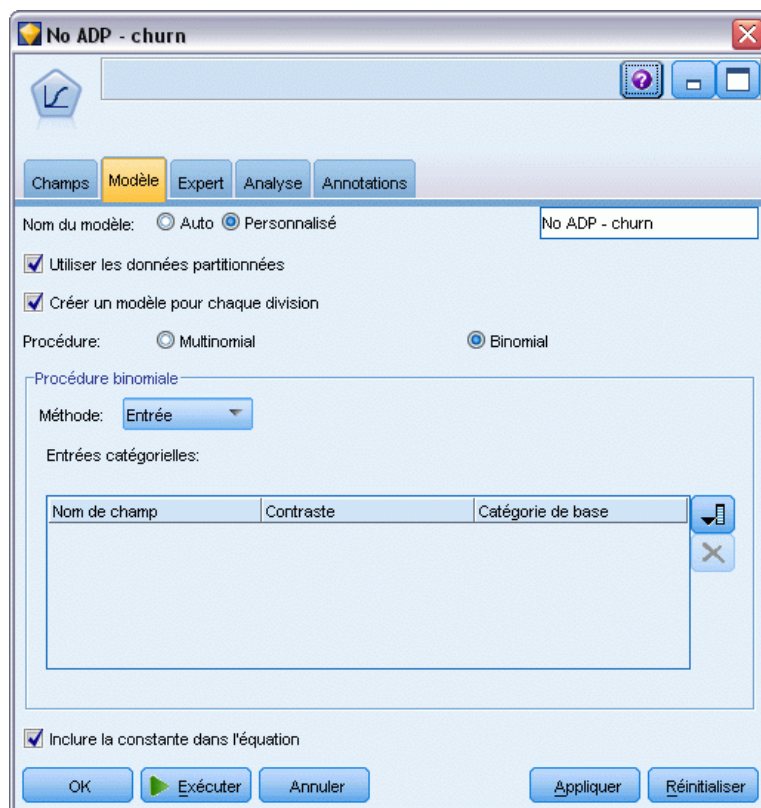 No ADP - churn
Champs Modèle Expert Analyse Annotations
Nom du modèle: Auto Personnalisé No ADP - churn
Utiliser les données partitionnées
Créer un modèle pour chaque division
Procédure: Multinomial Binomial
Procédure binomiale
Méthode: Entrée
Entrées catégorielles:
Nom de champ Contraste Catégorie de base
Inclure la constante dans l'équation
OK Exécuter Annuler Appliquer Réinitialiser